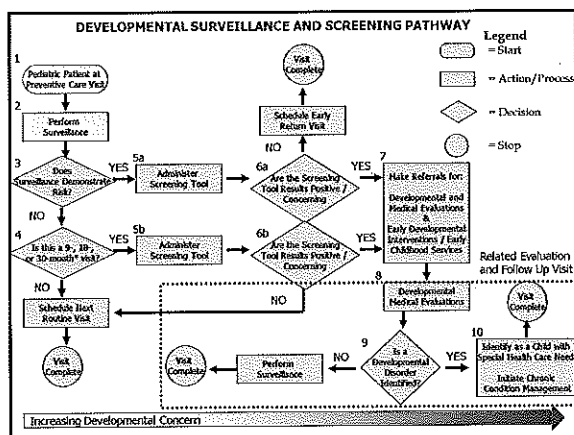 DEVELOPMENTAL SURVEILLANCE AND SCREENING PATHWAY
Legend
= Start
= Action/Process
= Decision
= Stop
1
Pediatric Patient at
Preventive Care Visit
2
Perform
Surveillance
3
Does
Surveillance Demonstrate
Risk?
YES
5a
Administer
Screening Tool
6a
Are the Screening
Tool Results Positive /
Concerning
NO
Schedule Early
Return Visit
Visit
Complete
YES
7
Make Referrals for:
Developmental and
Medical Evaluations
&
Early Developmental
Interventions / Early
Childhood Services
NO
4
Is this a 9-, 18-,
or 30-month* visit?
YES
5b
Administer
Screening Tool
6b
Are the Screening
Tool Results Positive /
Concerning
YES
NO
NO
Schedule Next
Routine Visit
Visit
Complete
Related Evaluation
and Follow Up Visit
8
Developmental
Medical Evaluations
9
Is a
Developmental
Disorder
Identified?
NO
Perform
Surveillance
Visit
Complete
YES
10
Identify as a Child with
Special Health Care Need
Initiate Chronic
Condition Management
Visit
Complete
Increasing Developmental Concern